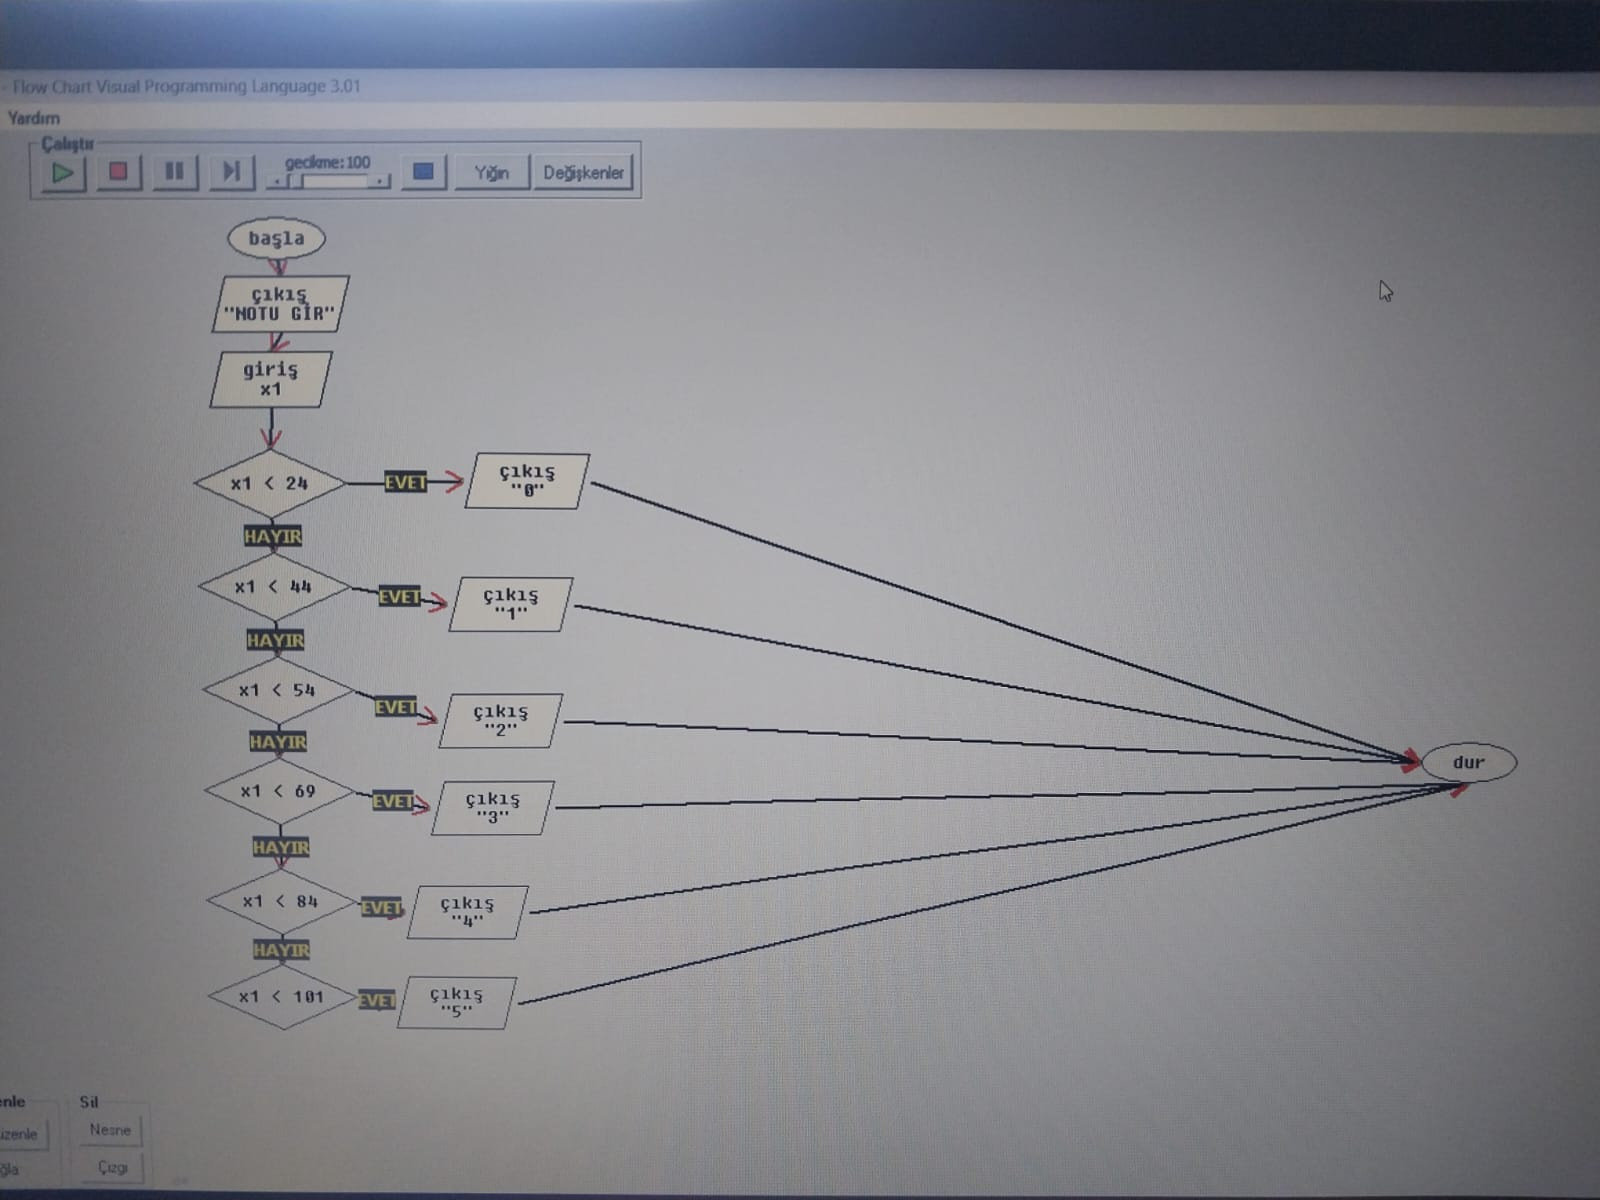 - Flow Chart Visual Programming Language 3.01
Yardım
Çalıştır
gecikme:100
Yığın
Değişkenler
başla
çıkış
"NOTU GİR"
giriş
x1
x1 < 24
EVET
çıkış
"0"
HAYIR
x1 < 44
EVET
çıkış
"1"
HAYIR
x1 < 54
EVET
çıkış
"2"
HAYIR
dur
x1 < 69
EVET
çıkış
"3"
HAYIR
x1 < 84
EVET
çıkış
"4"
HAYIR
x1 < 101
EVET
çıkış
"5"
enle
Sil
üzenle
Nesne
ğla
Çizgi